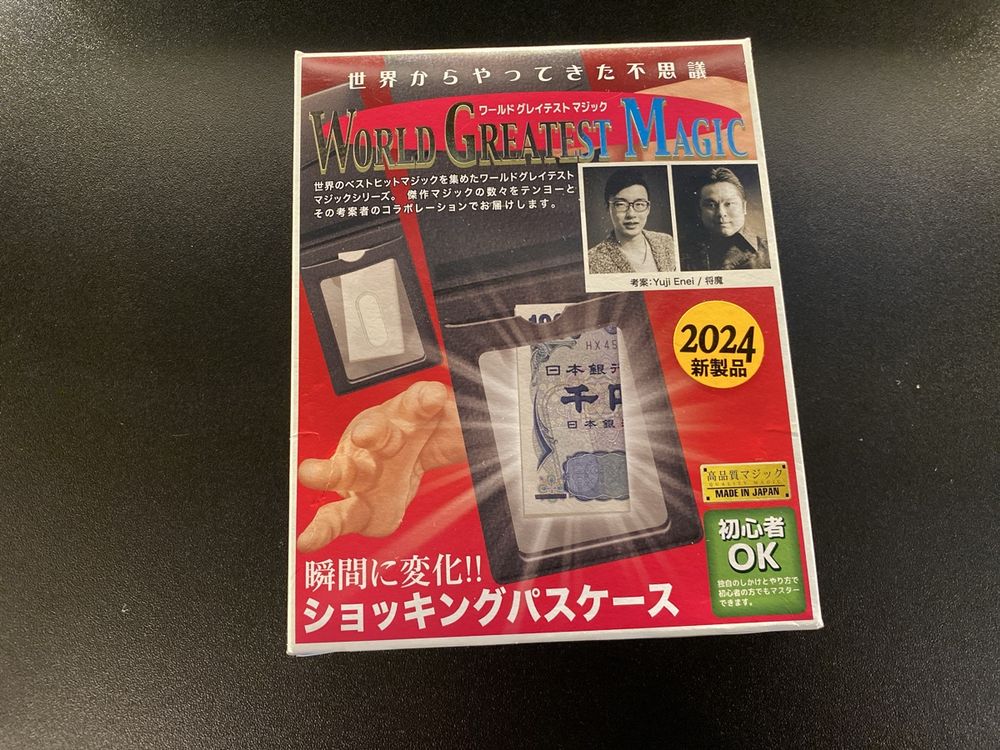 世界からやってきた不思議
ワールドグレイテストマジック
WORLD GREATEST MAGIC
世界のベストヒットマジックを集めたワールドグレイテスト
マジックシリーズ。 傑作マジックの数々をテンヨーと
その考案者のコラボレーションでお届けします。
考案:Yuji Enei / 将魔
2024
新製品
HX45
日本銀行
千円
日本銀
高品質マジック
QUALITY MAGIC
MADE IN JAPAN
初心者
OK
独自のしかけとやり方で
初心者の方でもマスター
できます。
瞬間に変化!!
ショッキングパスケース